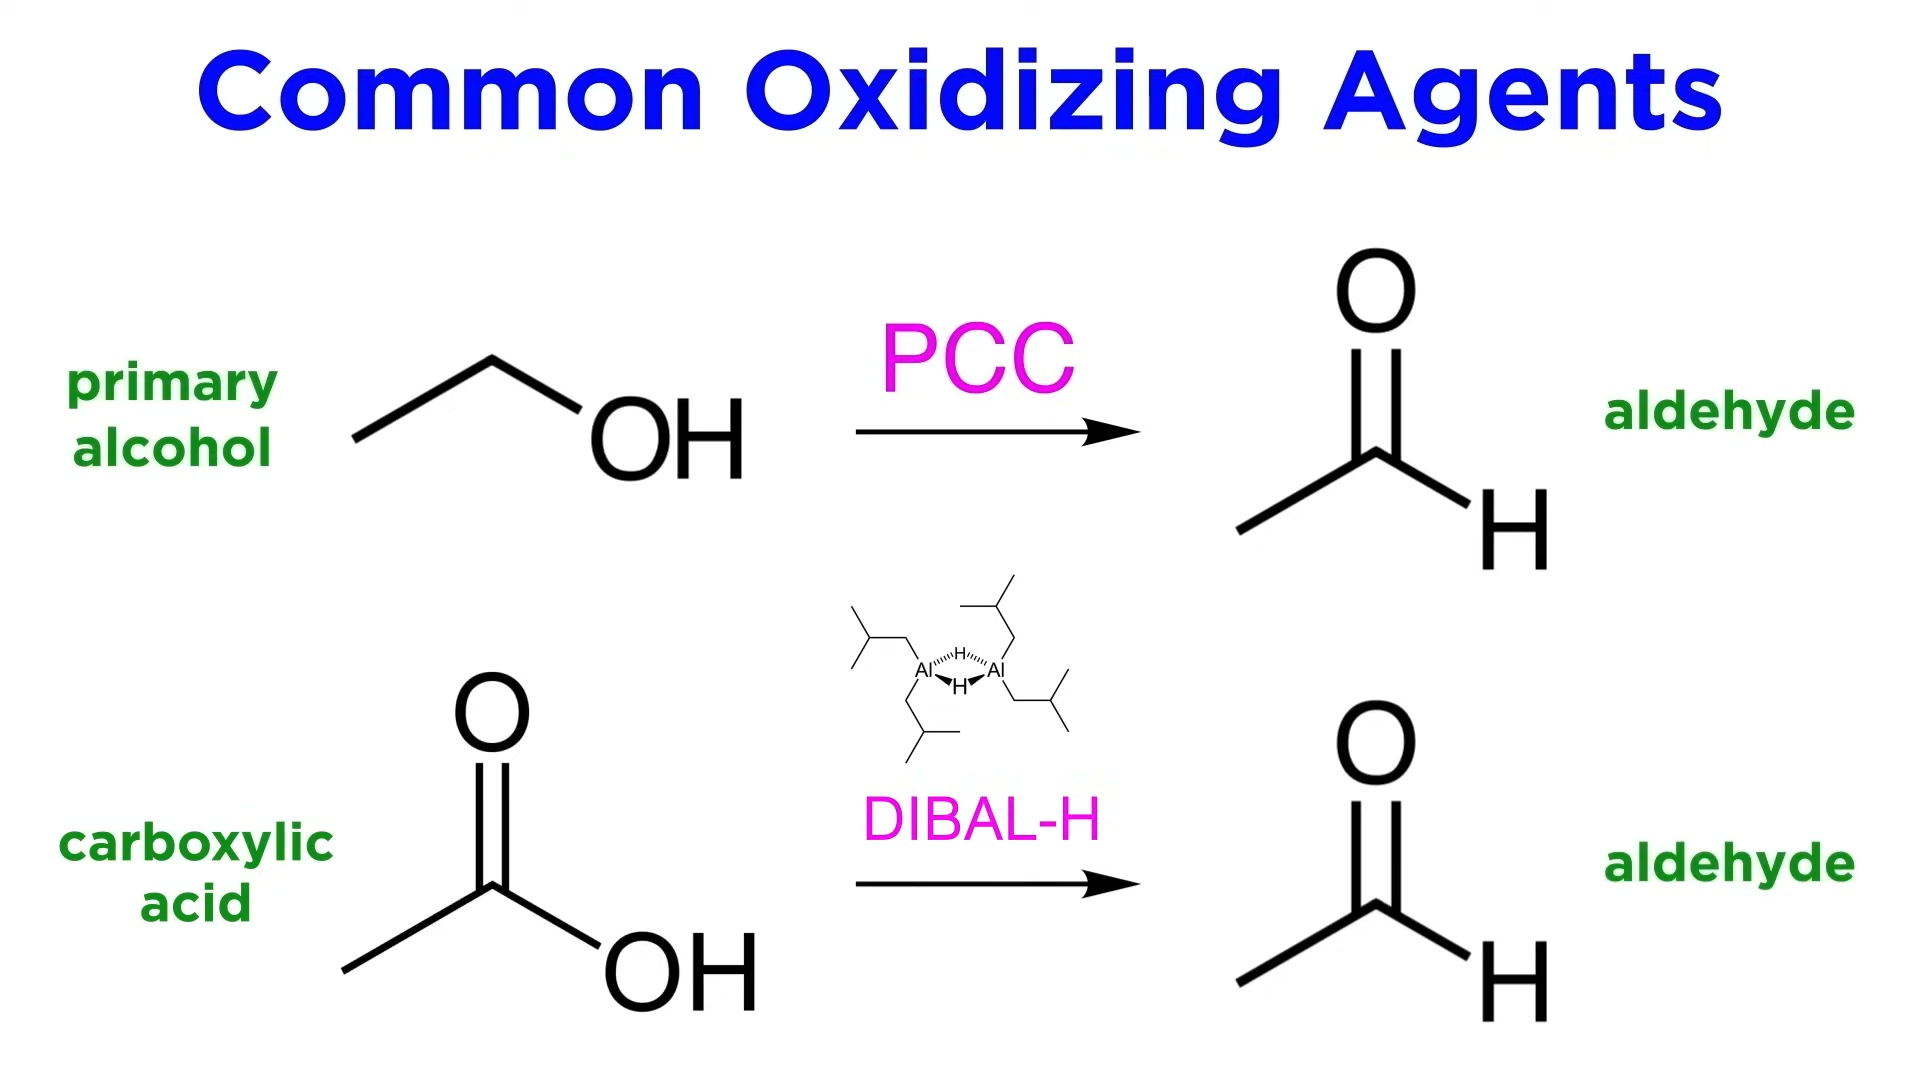 Common Oxidizing Agents
primary
alcohol
OH
PCC
O
H
aldehyde
carboxylic
acid
O
OH
Al
H
H
Al
DIBAL-H
O
H
aldehyde